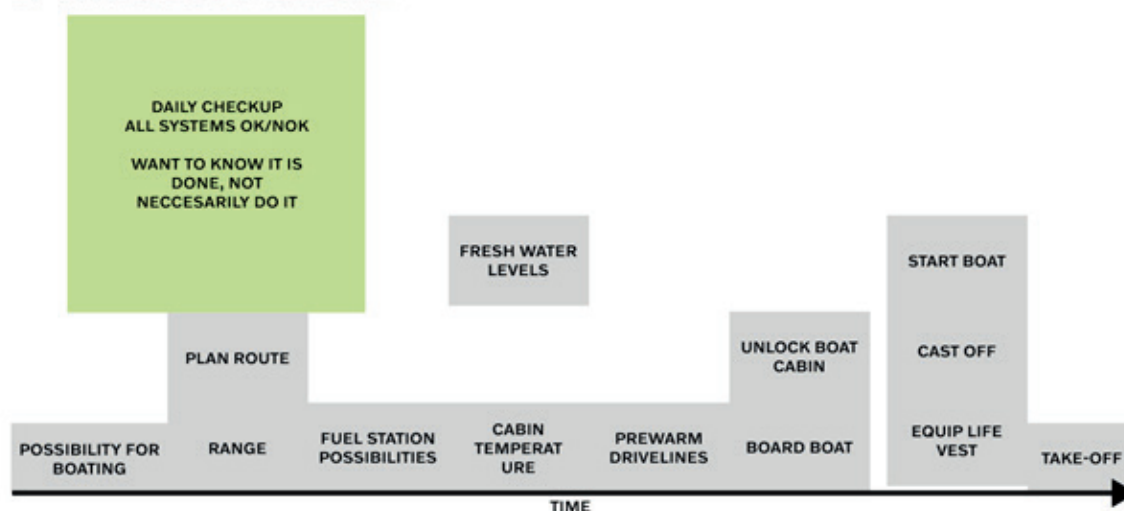 DAILY CHECKUP
ALL SYSTEMS OK/NOK
WANT TO KNOW IT IS
DONE, NOT
NECCESARILY DO IT
FRESH WATER
LEVELS
START BOAT
PLAN ROUTE
UNLOCK BOAT
CABIN
CAST OFF
POSSIBILITY FOR
BOATING
RANGE
FUEL STATION
POSSIBILITIES
CABIN
TEMPERAT
URE
PREWARM
DRIVELINES
BOARD BOAT
EQUIP LIFE
VEST
TAKE-OFF
TIME